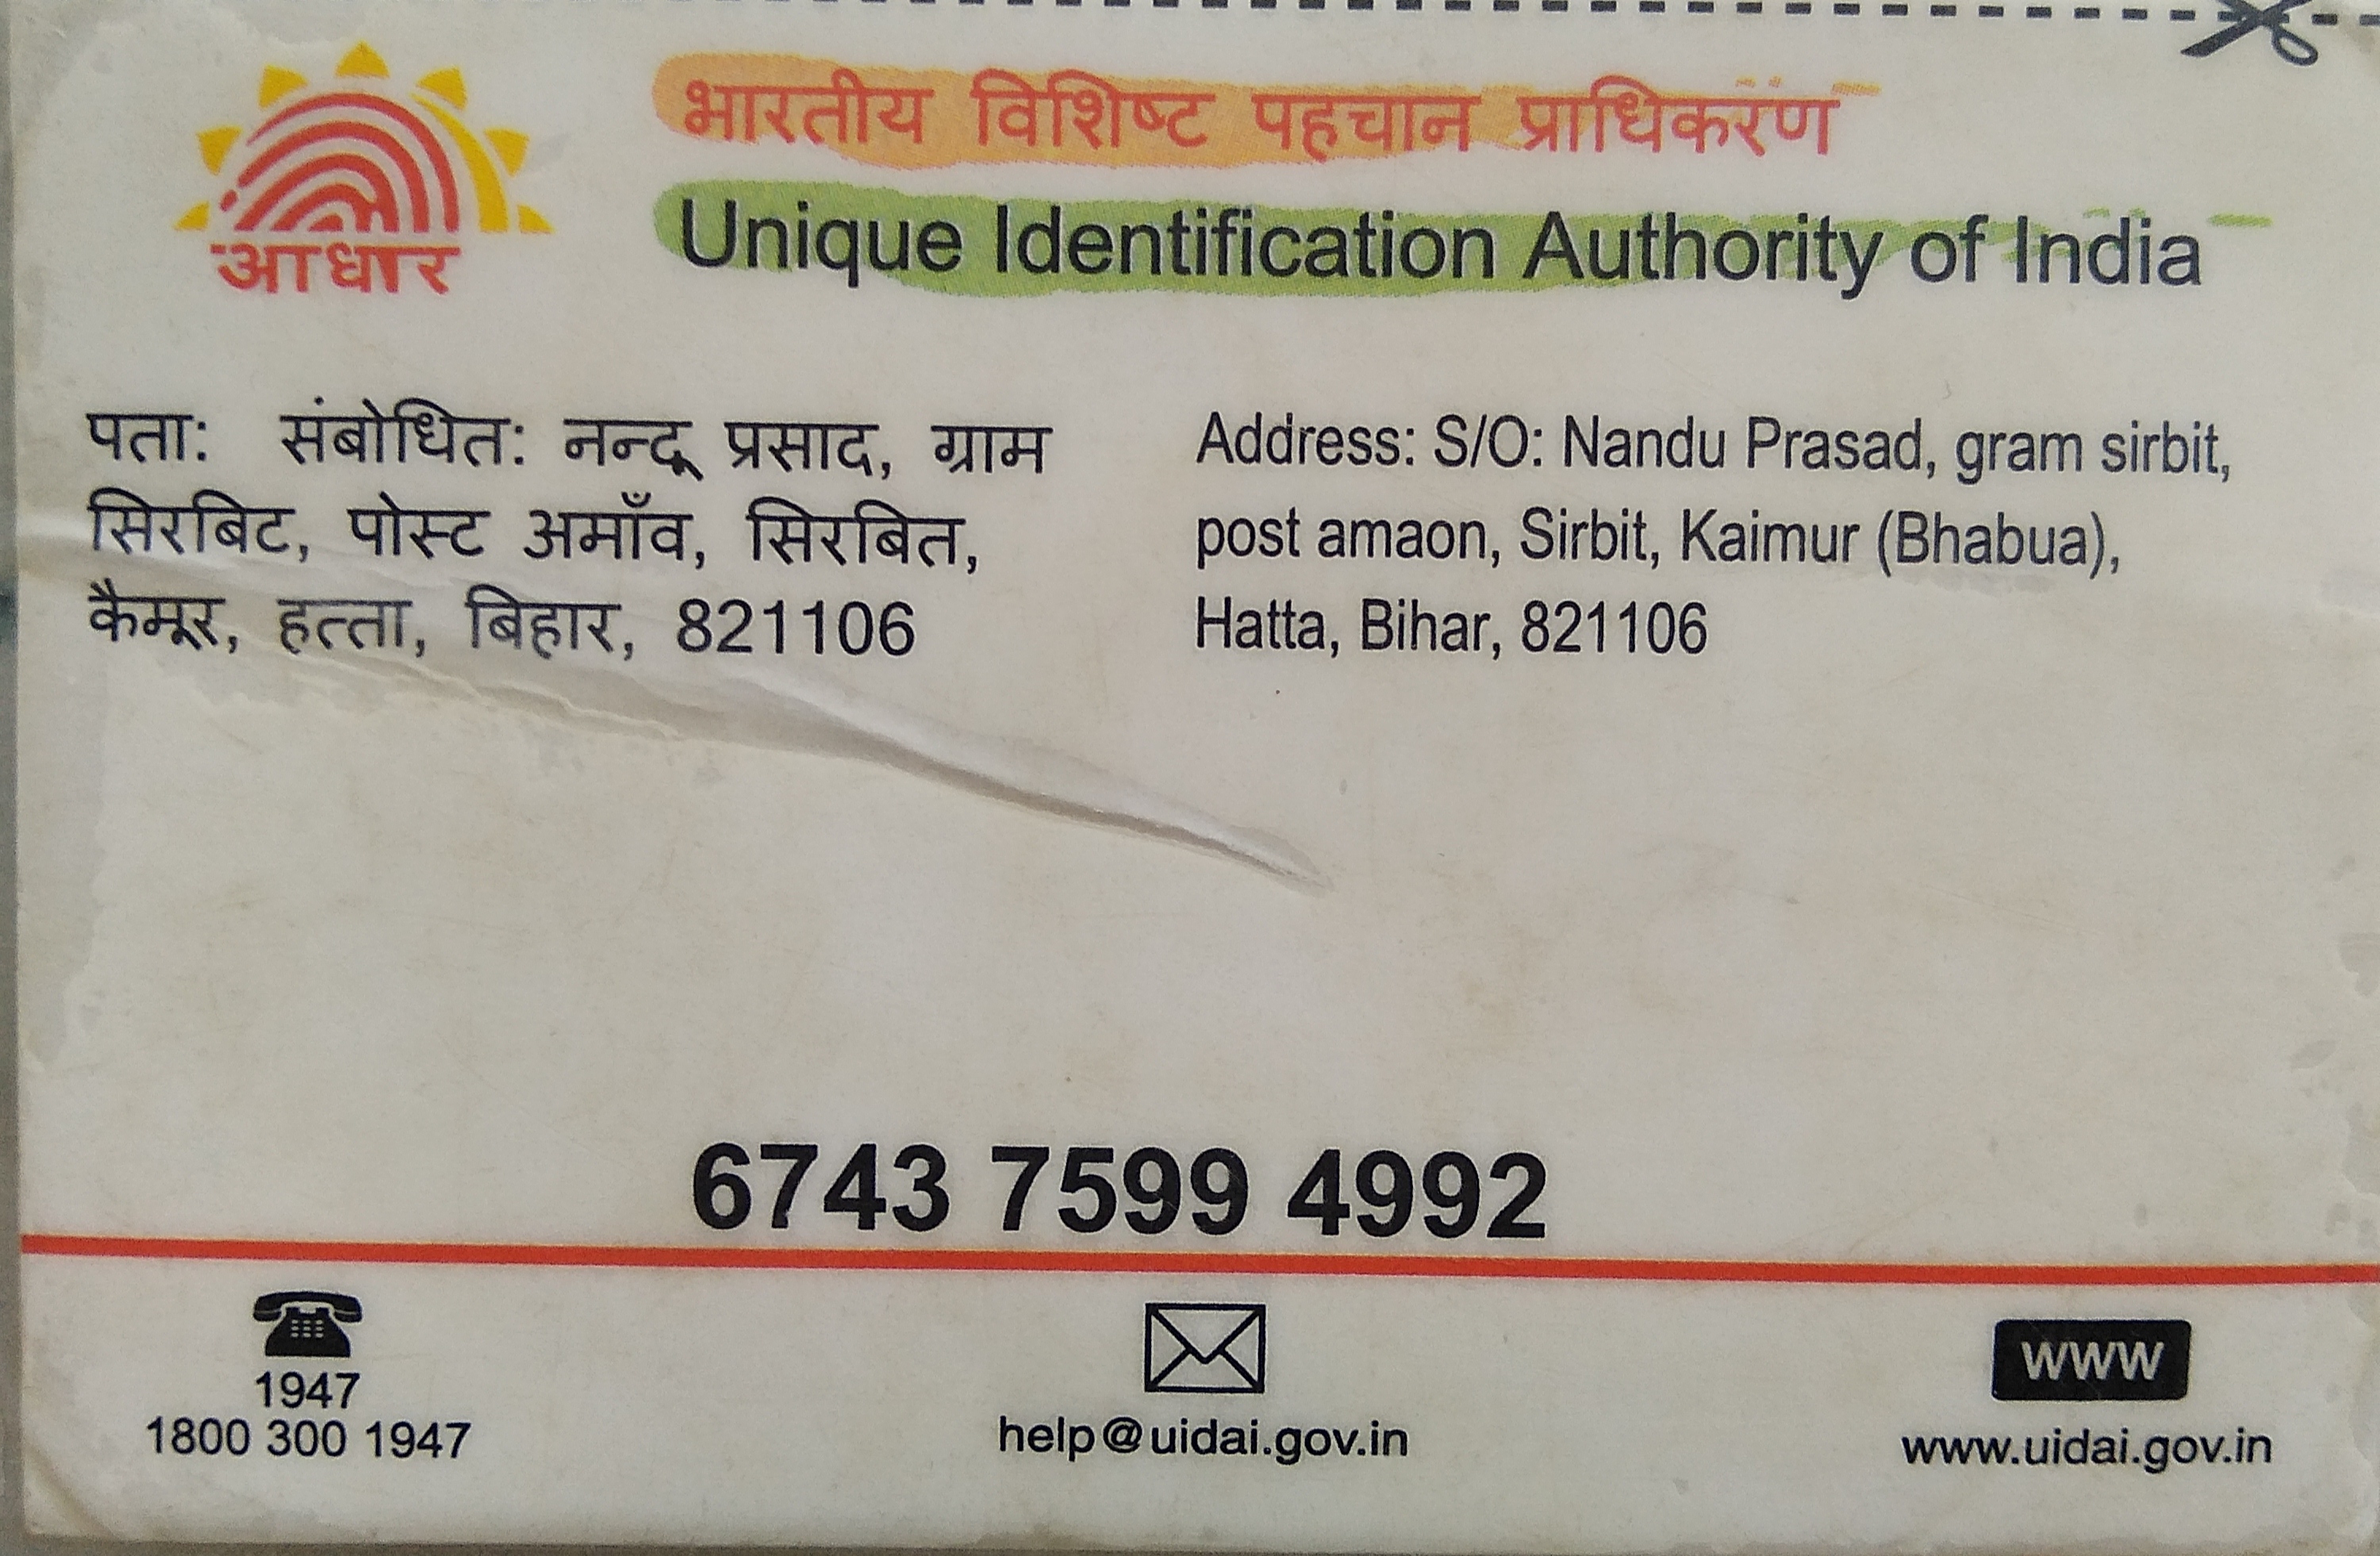 भारतीय विशिष्ट पहचान प्राधिकरण
Unique Identification Authority of India
आधार
पता: संबोधित: नन्दू प्रसाद, ग्राम
सिरबिट, पोस्ट अमाँव, सिरबित,
कैमूर, हत्ता, बिहार, 821106
Address: S/O: Nandu Prasad, gram sirbit,
post amaon, Sirbit, Kaimur (Bhabua),
Hatta, Bihar, 821106
6743 7599 4992
1947
1800 300 1947
help@uidai.gov.in
www
www.uidai.gov.in